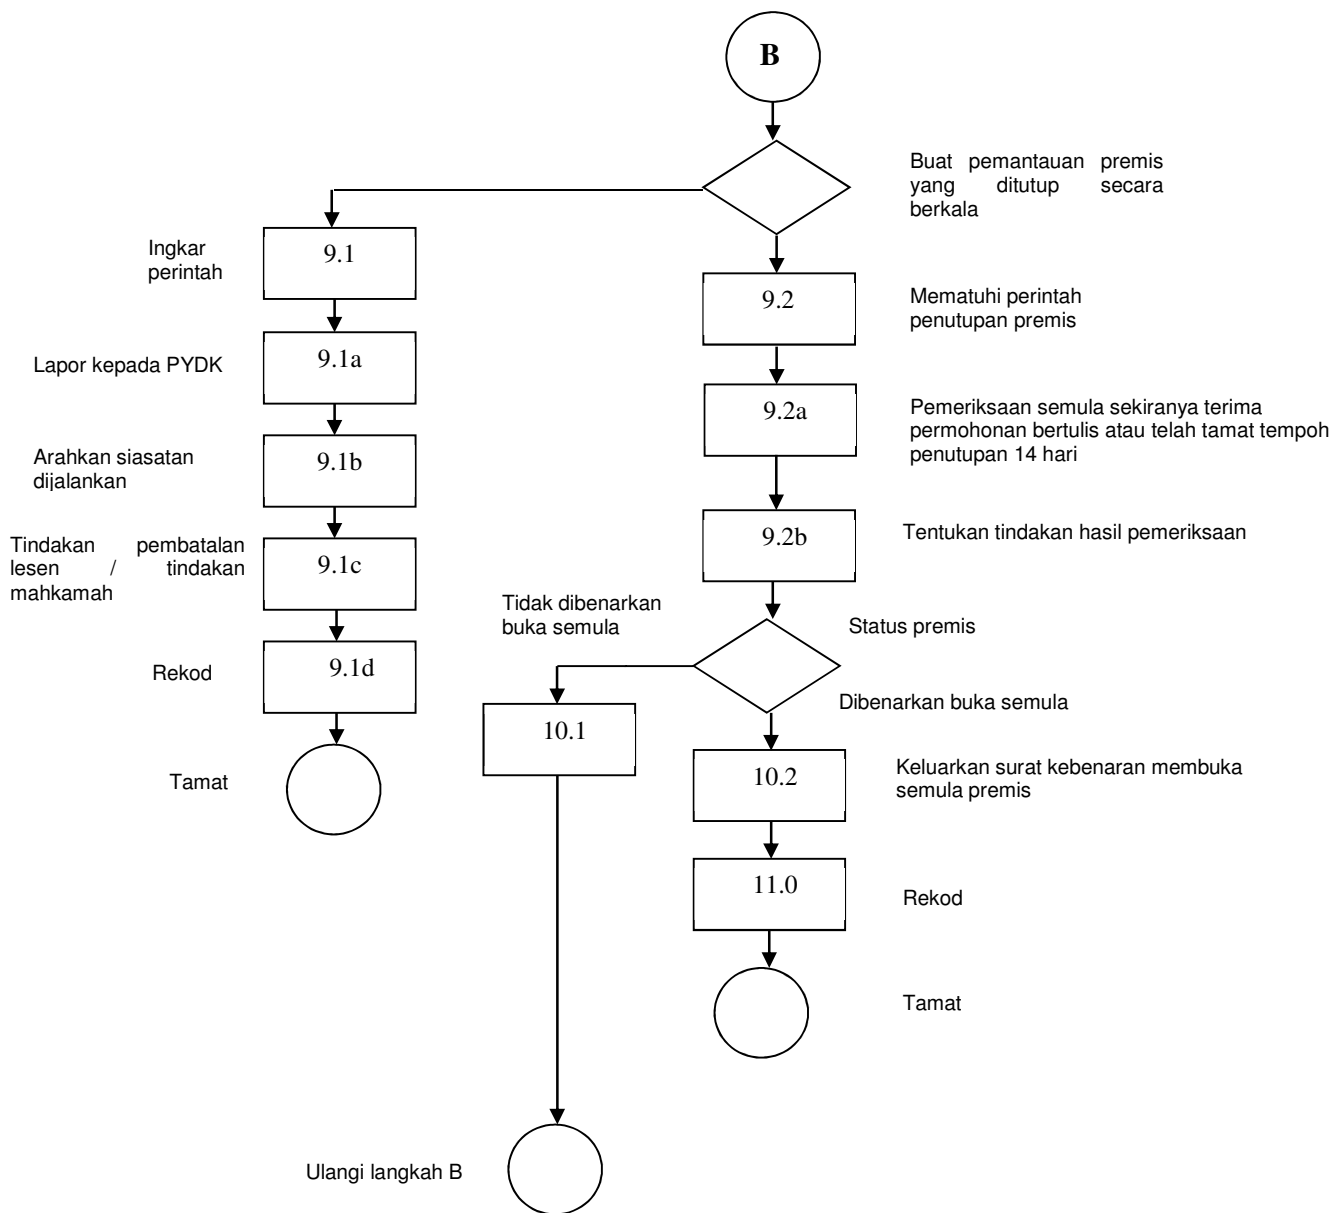 B
Buat pemantauan premis
yang ditutup secara
berkala
Ingkar
perintah
9.1
9.2
Mematuhi perintah
penutupan premis
Lapor kepada PYDK
9.1a
9.2a
Pemeriksaan semula sekiranya terima
permohonan bertulis atau telah tamat tempoh
penutupan 14 hari
Arahkan siasatan
dijalankan
9.1b
9.2b
Tentukan tindakan hasil pemeriksaan
Tindakan pembatalan
lesen / tindakan
mahkamah
9.1c
Tidak dibenarkan
buka semula
Status premis
Rekod
9.1d
Dibenarkan buka semula
10.1
10.2
Keluarkan surat kebenaran membuka
semula premis
Tamat
11.0
Rekod
Tamat
Ulangi langkah B